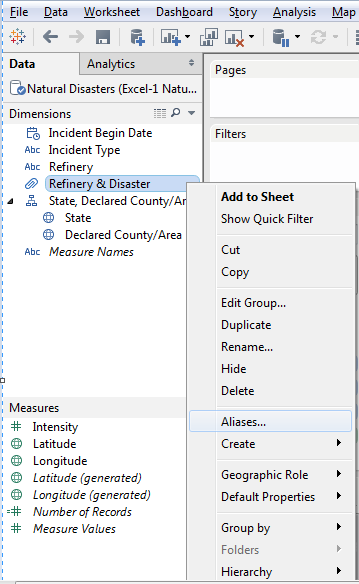 File Data Worksheet Dashboard Story Analysis Map
Data Analytics
Natural Disasters (Excel-1 Natu...
Dimensions
Incident Begin Date
Abc Incident Type
Abc Refinery
Refinery & Disaster
State, Declared County/Ar
State
Declared County/Area
Abc Measure Names
Measures
Intensity
Latitude
Longitude
Latitude (generated)
Longitude (generated)
Number of Records
Measure Values
Pages
Filters
Add to Sheet
Show Quick Filter
Cut
Copy
Edit Group...
Duplicate
Rename...
Hide
Delete
Aliases...
Create
Geographic Role
Default Properties
Group by
Folders
Hierarchy